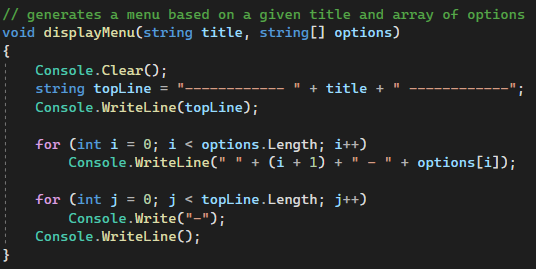 // generates a menu based on a given title and array of options
void displayMenu(string title, string[] options)
{
    Console.Clear();
    string topLine = "------------ " + title + " ------------";
    Console.WriteLine(topLine);

    for (int i = 0; i < options.Length; i++)
        Console.WriteLine(" " + (i + 1) + " - " + options[i]);

    for (int j = 0; j < topLine.Length; j++)
        Console.Write("-");
    Console.WriteLine();
}